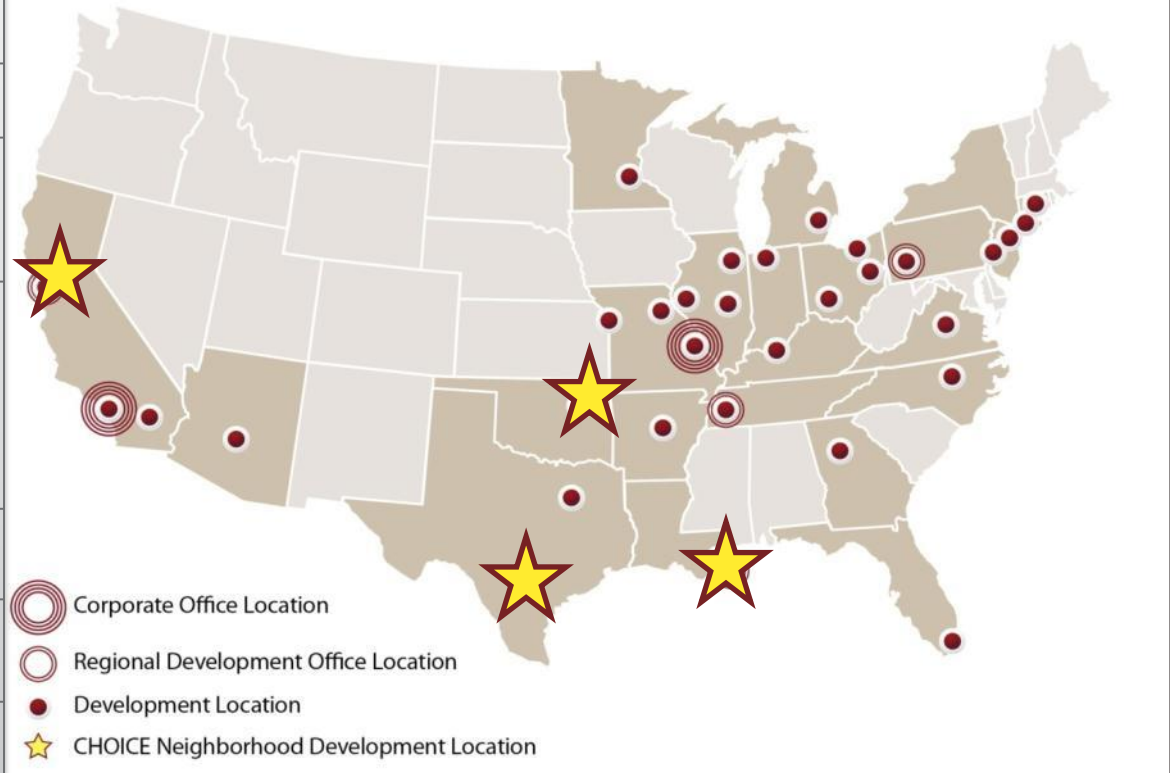 Corporate Office Location
Regional Development Office Location
Development Location
CHOICE Neighborhood Development Location